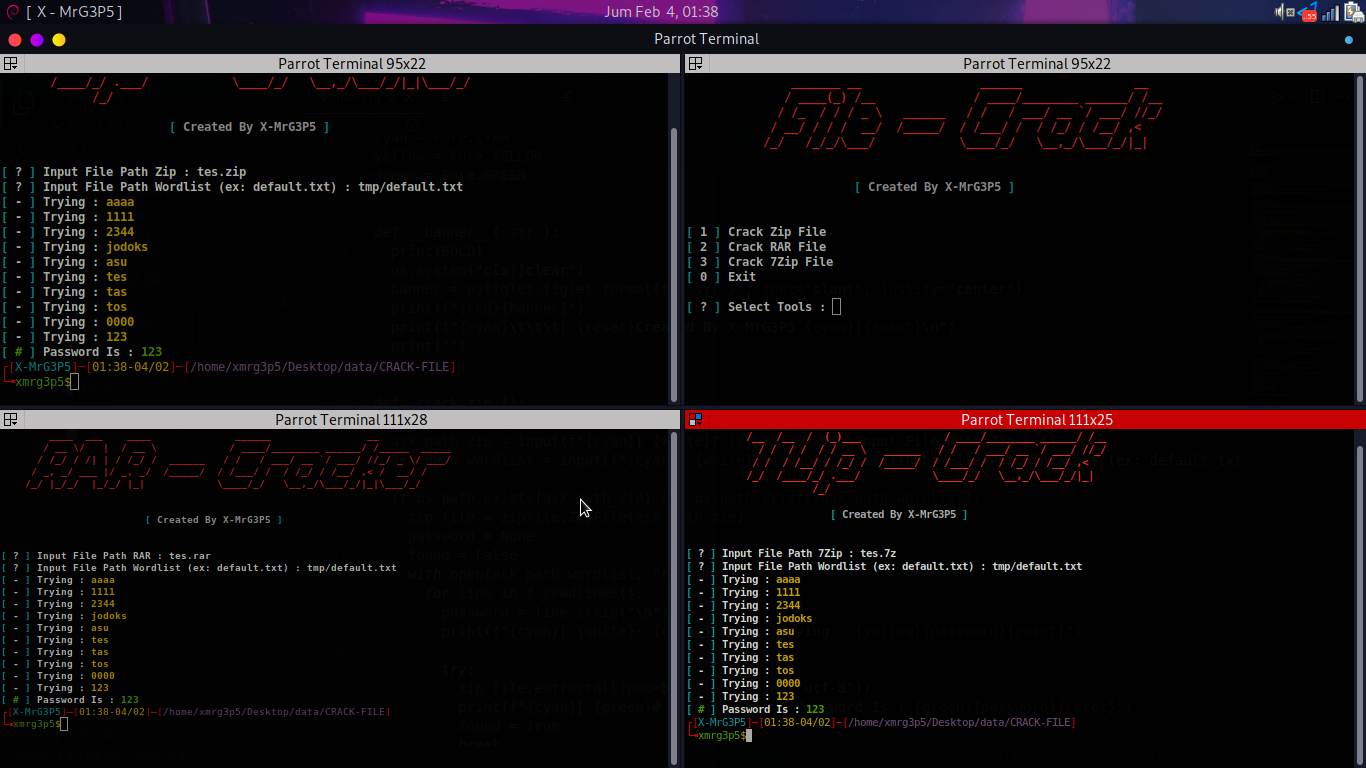 [ X - MrG3P5 ]
Jum Feb 4, 01:38
55
Parrot Terminal
Parrot Terminal 95x22
[ Created By X-MrG3P5 ]
[ ? ] Input File Path Zip : tes.zip
[ ? ] Input File Path Wordlist (ex: default.txt) : tmp/default.txt
[ - ] Trying : aaaa
[ - ] Trying : 1111
[ - ] Trying : 2344
[ - ] Trying : jodoks
[ - ] Trying : asu
[ - ] Trying : tes
[ - ] Trying : tas
[ - ] Trying : tos
[ - ] Trying : 0000
[ - ] Trying : 123
[ # ] Password Is : 123
┌[X-MrG3P5]─[01:38-04/02]─[/home/xmrg3p5/Desktop/data/CRACK-FILE]
└╼xmrg3p5$
Parrot Terminal 95x22
File - Crack
[ Created By X-MrG3P5 ]
[ 1 ] Crack Zip File
[ 2 ] Crack RAR File
[ 3 ] Crack 7Zip File
[ 0 ] Exit
[ ? ] Select Tools :
Parrot Terminal 111x28
RAR - Cracker
[ Created By X-MrG3P5 ]
[ ? ] Input File Path RAR : tes.rar
[ ? ] Input File Path Wordlist (ex: default.txt) : tmp/default.txt
[ - ] Trying : aaaa
[ - ] Trying : 1111
[ - ] Trying : 2344
[ - ] Trying : jodoks
[ - ] Trying : asu
[ - ] Trying : tes
[ - ] Trying : tas
[ - ] Trying : tos
[ - ] Trying : 0000
[ - ] Trying : 123
[ # ] Password Is : 123
┌[X-MrG3P5]─[01:38-04/02]─[/home/xmrg3p5/Desktop/data/CRACK-FILE]
└╼xmrg3p5$
Parrot Terminal 111x25
[ Created By X-MrG3P5 ]
[ ? ] Input File Path 7Zip : tes.7z
[ ? ] Input File Path Wordlist (ex: default.txt) : tmp/default.txt
[ - ] Trying : aaaa
[ - ] Trying : 1111
[ - ] Trying : 2344
[ - ] Trying : jodoks
[ - ] Trying : asu
[ - ] Trying : tes
[ - ] Trying : tas
[ - ] Trying : tos
[ - ] Trying : 0000
[ - ] Trying : 123
[ # ] Password Is : 123
┌[X-MrG3P5]─[01:38-04/02]─[/home/xmrg3p5/Desktop/data/CRACK-FILE]
└╼xmrg3p5$